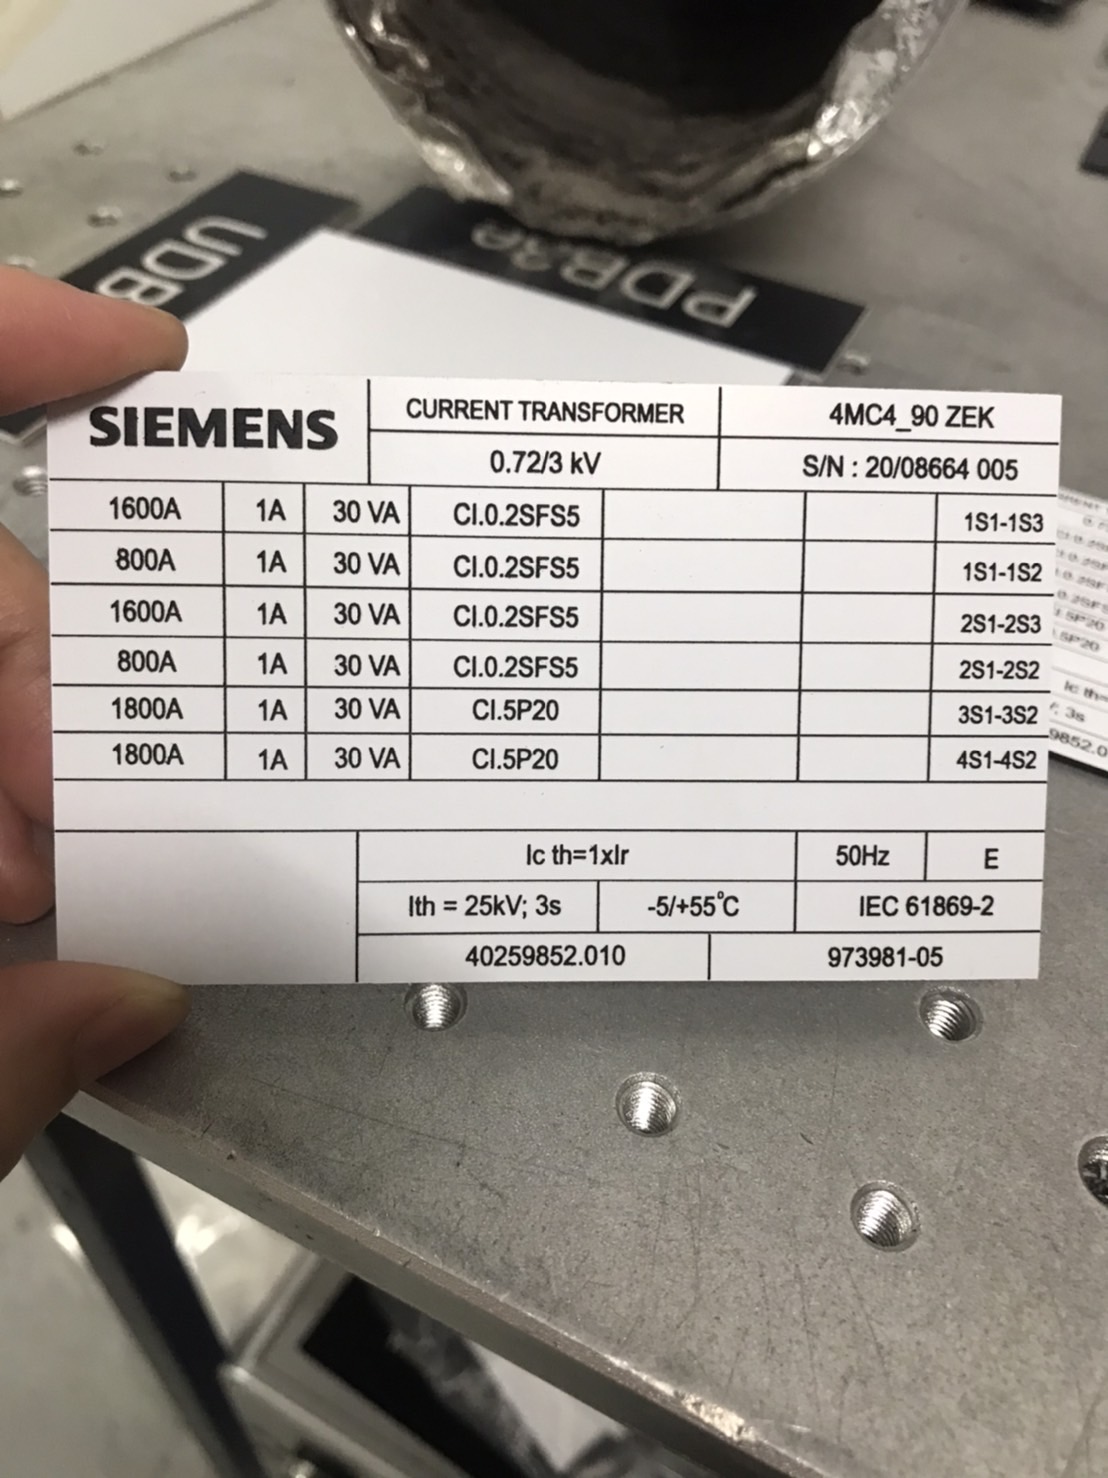 UDB
PDB3e
SIEMENS
CURRENT TRANSFORMER
4MC4_90 ZEK
0.72/3 kV
S/N : 20/08664 005
1600A 1A 30 VA Cl.0.2SFS5 1S1-1S3
800A 1A 30 VA Cl.0.2SFS5 1S1-1S2
1600A 1A 30 VA Cl.0.2SFS5 2S1-2S3
800A 1A 30 VA Cl.0.2SFS5 2S1-2S2
1800A 1A 30 VA Cl.5P20 3S1-3S2
1800A 1A 30 VA Cl.5P20 4S1-4S2
Ic th=1xIr 50Hz E
Ith = 25kV; 3s -5/+55°C IEC 61869-2
40259852.010 973981-05